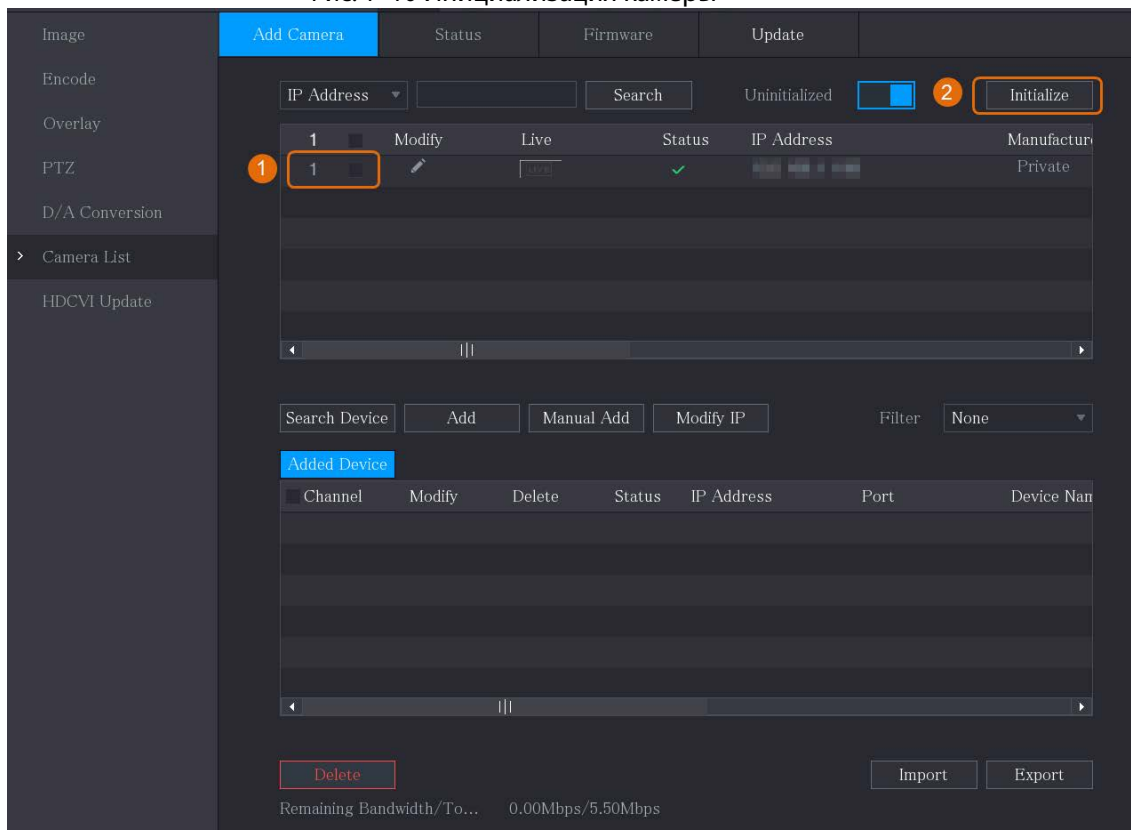 Image
Encode
Overlay
PTZ
D/A Conversion
Camera List
HDCVI Update
Add Camera Status Firmware Update
IP Address Search Uninitialized 2 Initialize
1 Modify Live Status IP Address Manufacture
1 1 LIVE Private
Search Device Add Manual Add Modify IP Filter None
Added Device
Channel Modify Delete Status IP Address Port Device Nam
Delete Import Export
Remaining Bandwidth/To... 0.00Mbps/5.50Mbps